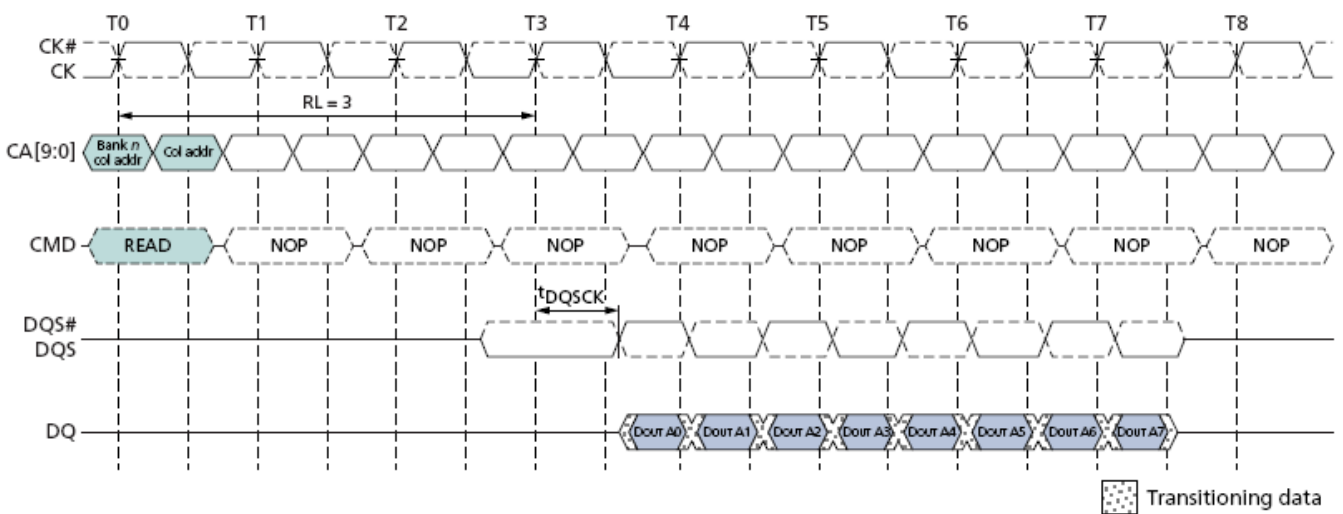 T0 T1 T2 T3 T4 T5 T6 T7 T8
CK#
CK
RL = 3
CA[9:0] Bank n col addr Col addr
CMD READ NOP NOP NOP NOP NOP NOP NOP NOP
tDQSCK
DQS#
DQS
DQ DOUT A0 DOUT A1 DOUT A2 DOUT A3 DOUT A4 DOUT A5 DOUT A6 DOUT A7
Transitioning data